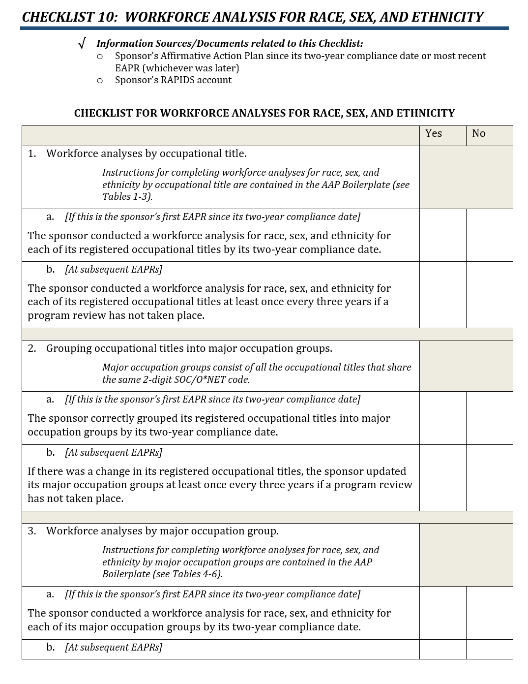 CHECKLIST 10: WORKFORCE ANALYSIS FOR RACE, SEX, AND ETHNICITY
√ Information Sources/Documents related to this Checklist:
o Sponsor's Affirmative Action Plan since its two-year compliance date or most recent
EAPR (whichever was later)
o Sponsor's RAPIDS account
CHECKLIST FOR WORKFORCE ANALYSES FOR RACE, SEX, AND ETHNICITY
Yes No
1. Workforce analyses by occupational title.
Instructions for completing workforce analyses for race, sex, and
ethnicity by occupational title are contained in the AAP Boilerplate (see
Tables 1-3).
a. [If this is the sponsor's first EAPR since its two-year compliance date]
The sponsor conducted a workforce analysis for race, sex, and ethnicity for
each of its registered occupational titles by its two-year compliance date.
b. [At subsequent EAPRs]
The sponsor conducted a workforce analysis for race, sex, and ethnicity for
each of its registered occupational titles at least once every three years if a
program review has not taken place.
2. Grouping occupational titles into major occupation groups.
Major occupation groups consist of all the occupational titles that share
the same 2-digit SOC/O*NET code.
a. [If this is the sponsor's first EAPR since its two-year compliance date]
The sponsor correctly grouped its registered occupational titles into major
occupation groups by its two-year compliance date.
b. [At subsequent EAPRs]
If there was a change in its registered occupational titles, the sponsor updated
its major occupation groups at least once every three years if a program review
has not taken place.
3. Workforce analyses by major occupation group.
Instructions for completing workforce analyses for race, sex, and
ethnicity by major occupation groups are contained in the AAP
Boilerplate (see Tables 4-6).
a. [If this is the sponsor's first EAPR since its two-year compliance date]
The sponsor conducted a workforce analysis for race, sex, and ethnicity for
each of its major occupation groups by its two-year compliance date.
b. [At subsequent EAPRs]